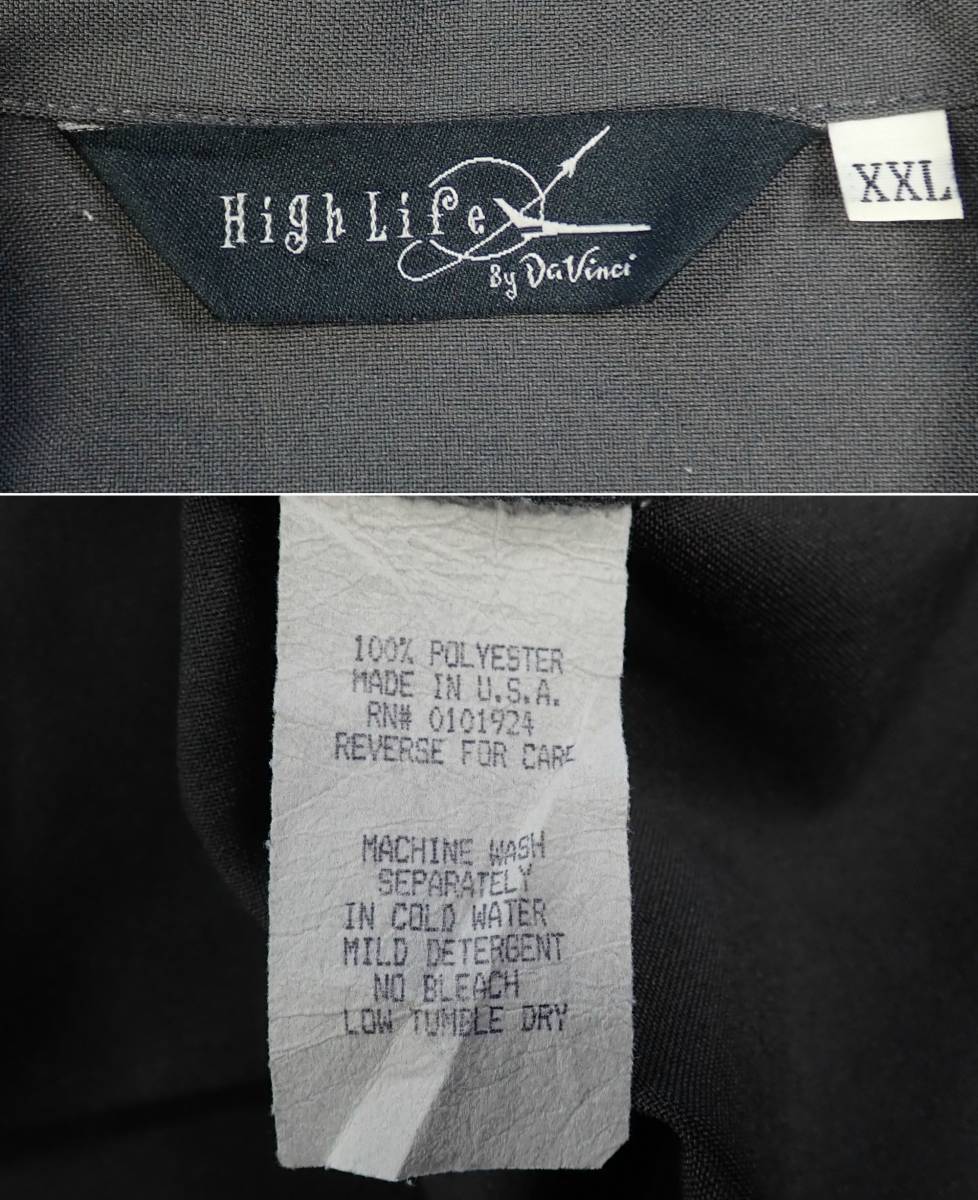 High Life
By DaVinci
XXL
100% POLYESTER
MADE IN U.S.A.
RN# 0101924
REVERSE FOR CARE
MACHINE WASH
SEPARATELY
IN COLD WATER
MILD DETERGENT
NO BLEACH
LOW TUMBLE DRY